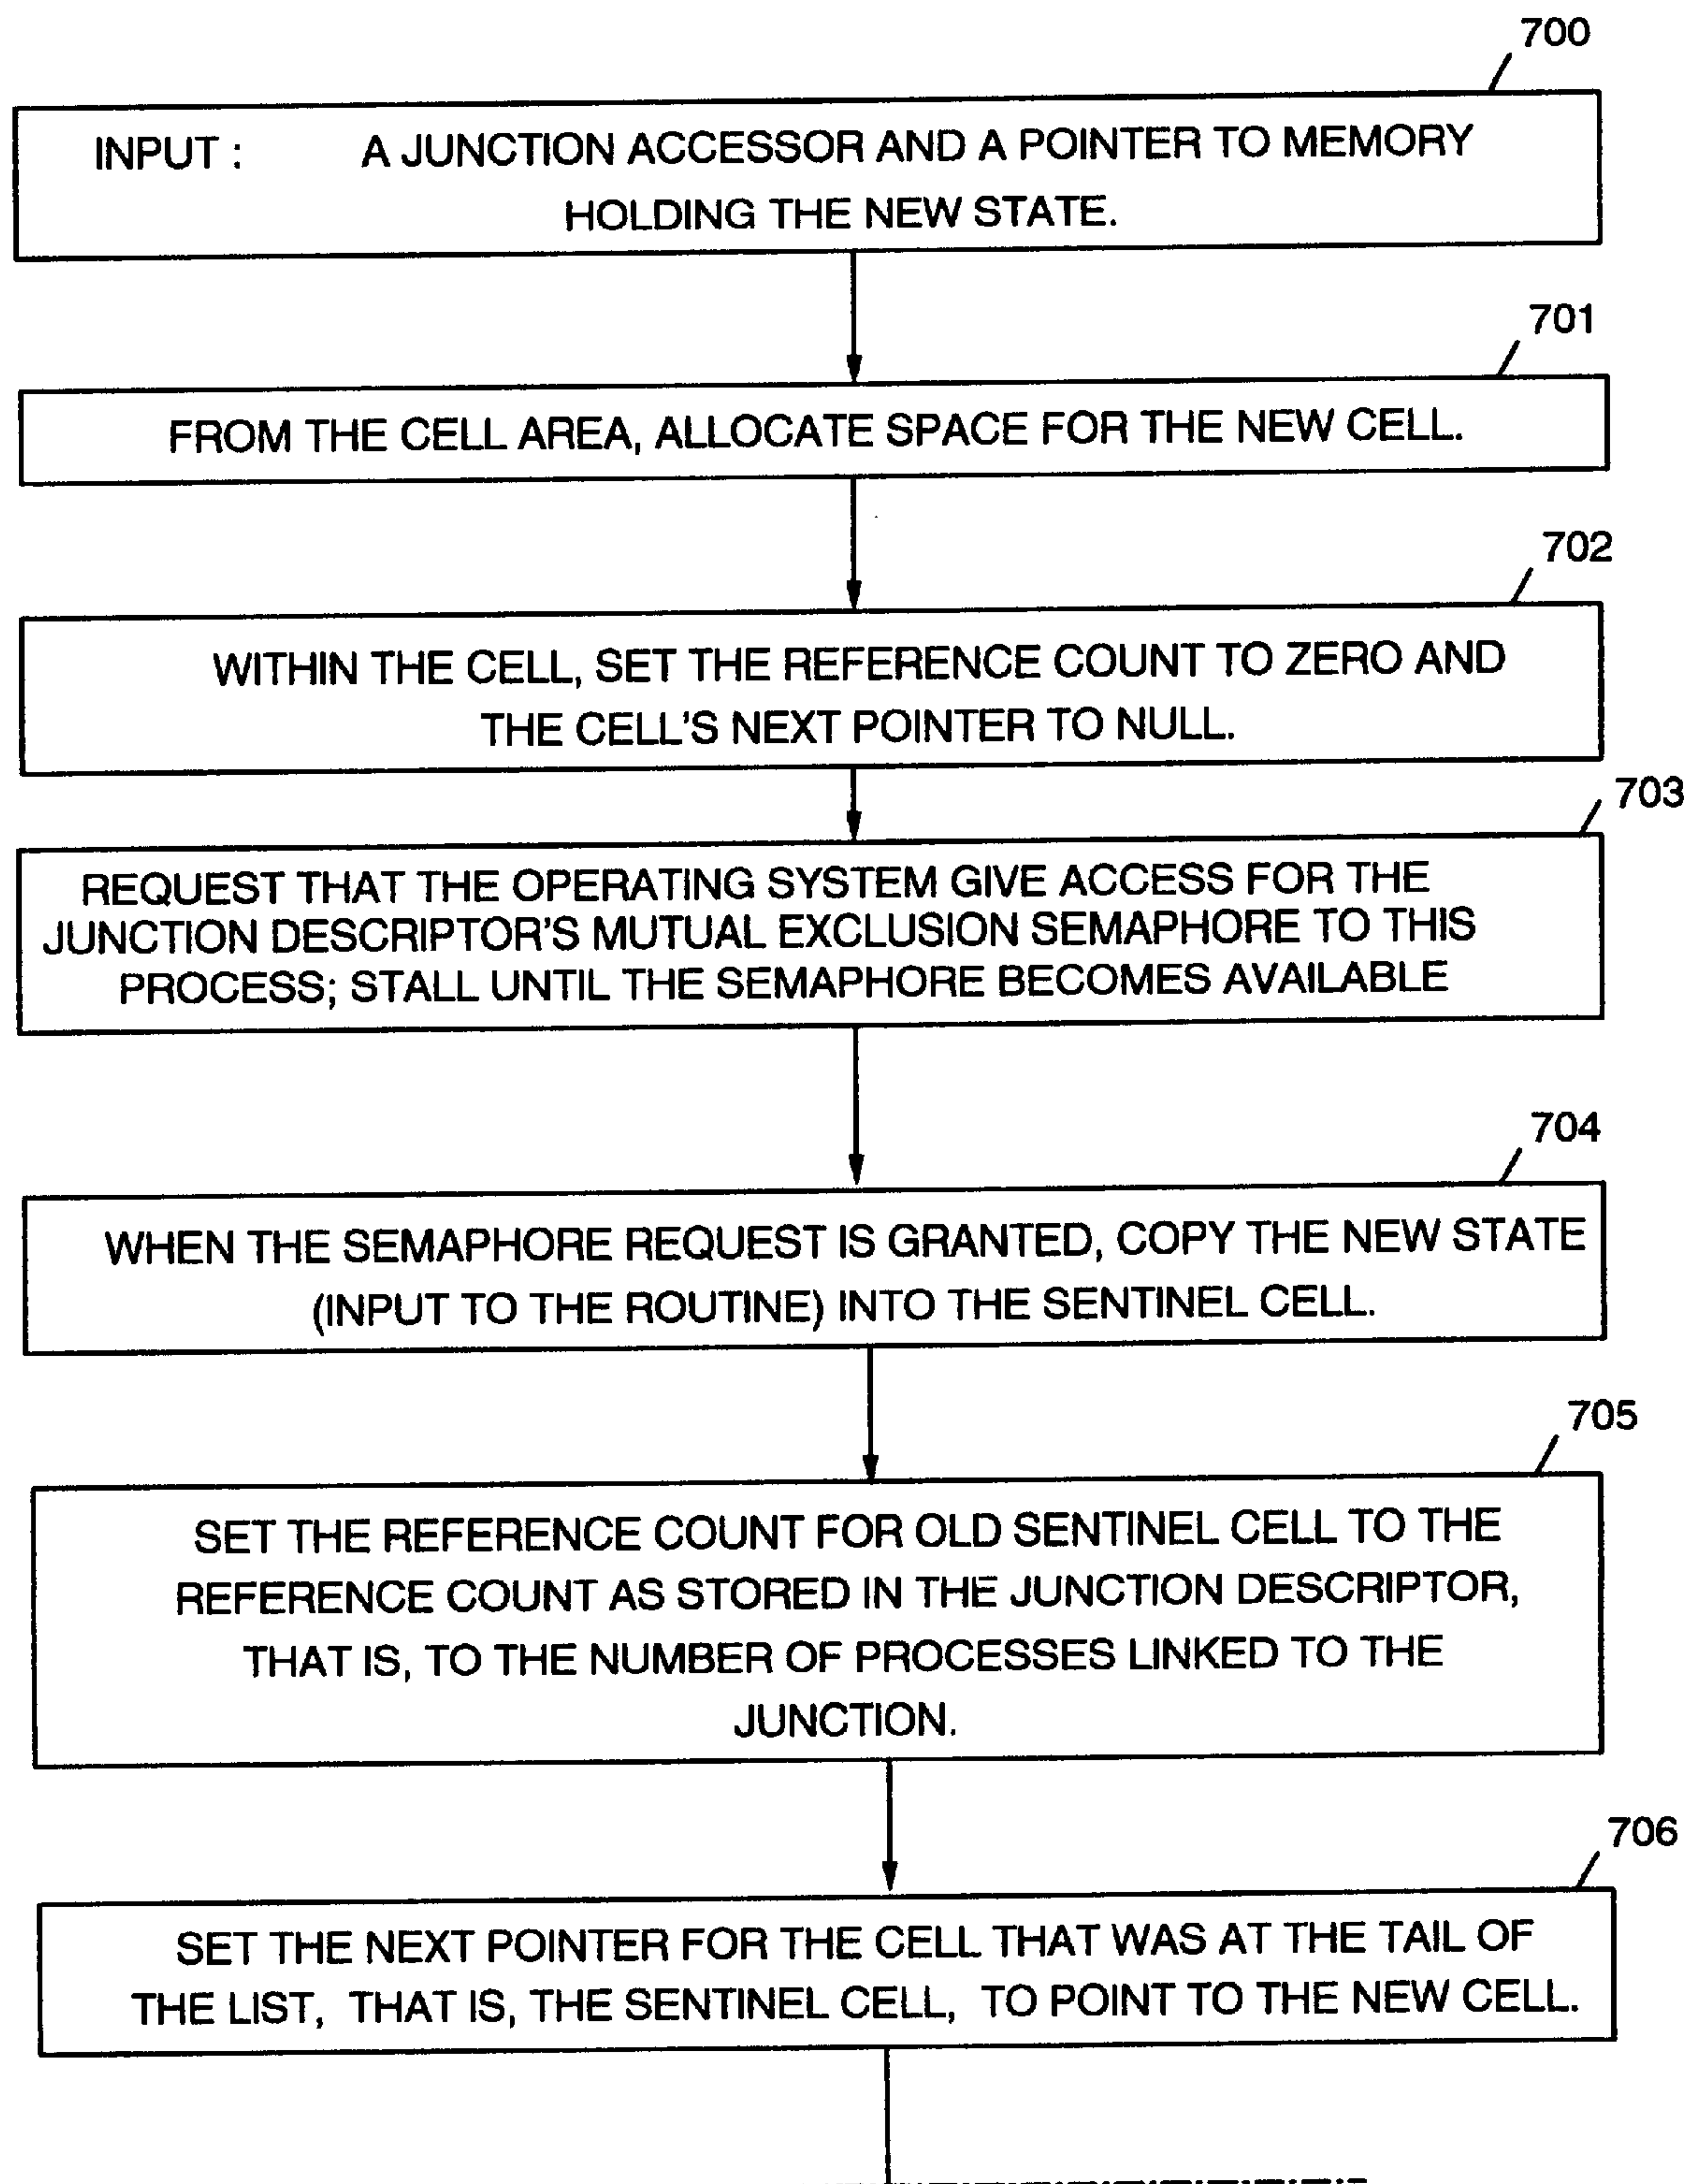 700
INPUT : A JUNCTION ACCESSOR AND A POINTER TO MEMORY
HOLDING THE NEW STATE.
701
FROM THE CELL AREA, ALLOCATE SPACE FOR THE NEW CELL.
702
WITHIN THE CELL, SET THE REFERENCE COUNT TO ZERO AND
THE CELL'S NEXT POINTER TO NULL.
703
REQUEST THAT THE OPERATING SYSTEM GIVE ACCESS FOR THE
JUNCTION DESCRIPTOR'S MUTUAL EXCLUSION SEMAPHORE TO THIS
PROCESS; STALL UNTIL THE SEMAPHORE BECOMES AVAILABLE
704
WHEN THE SEMAPHORE REQUEST IS GRANTED, COPY THE NEW STATE
(INPUT TO THE ROUTINE) INTO THE SENTINEL CELL.
705
SET THE REFERENCE COUNT FOR OLD SENTINEL CELL TO THE
REFERENCE COUNT AS STORED IN THE JUNCTION DESCRIPTOR,
THAT IS, TO THE NUMBER OF PROCESSES LINKED TO THE
JUNCTION.
706
SET THE NEXT POINTER FOR THE CELL THAT WAS AT THE TAIL OF
THE LIST, THAT IS, THE SENTINEL CELL, TO POINT TO THE NEW CELL.